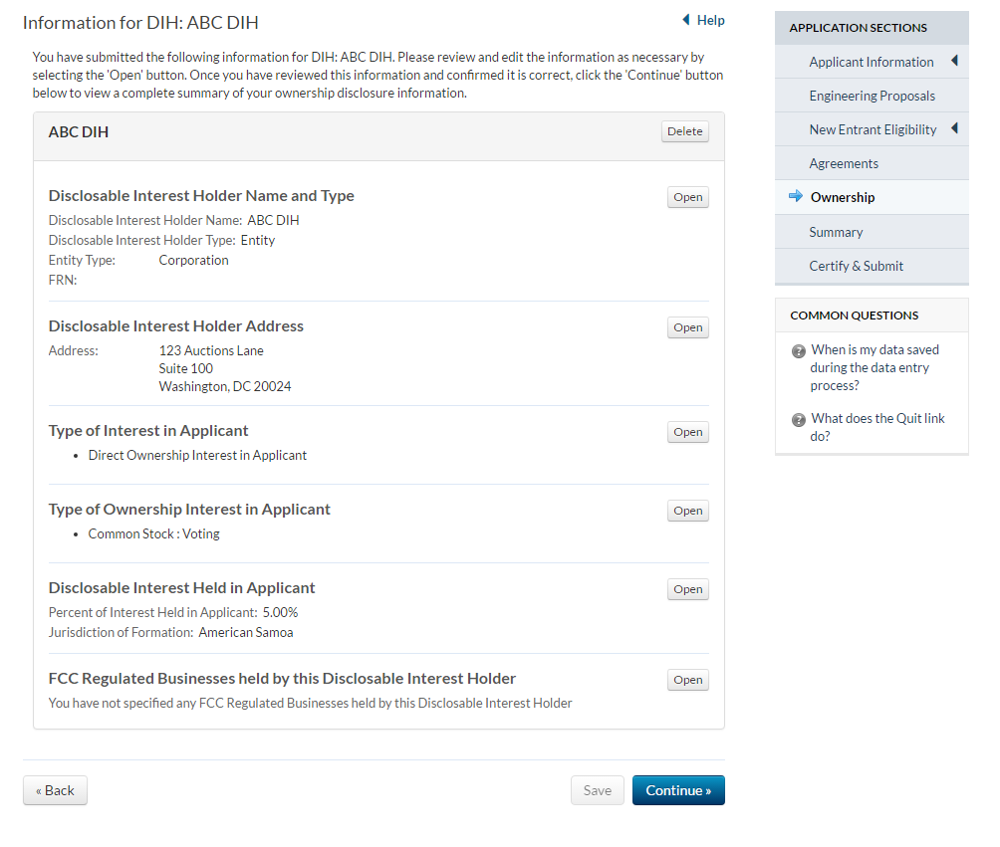 Information for DIH: ABC DIH
Help
You have submitted the following information for DIH: ABC DIH. Please review and edit the information as necessary by
selecting the 'Open' button. Once you have reviewed this information and confirmed it is correct, click the 'Continue' button
below to view a complete summary of your ownership disclosure information.
ABC DIH
Delete
Disclosable Interest Holder Name and Type
Open
Disclosable Interest Holder Name: ABC DIH
Disclosable Interest Holder Type: Entity
Entity Type: Corporation
FRN:
Disclosable Interest Holder Address
Open
Address: 123 Auctions Lane
Suite 100
Washington, DC 20024
Type of Interest in Applicant
Open
• Direct Ownership Interest in Applicant
Type of Ownership Interest in Applicant
Open
• Common Stock : Voting
Disclosable Interest Held in Applicant
Open
Percent of Interest Held in Applicant: 5.00%
Jurisdiction of Formation: American Samoa
FCC Regulated Businesses held by this Disclosable Interest Holder
Open
You have not specified any FCC Regulated Businesses held by this Disclosable Interest Holder
« Back
Save
Continue »
APPLICATION SECTIONS
Applicant Information
Engineering Proposals
New Entrant Eligibility
Agreements
Ownership
Summary
Certify & Submit
COMMON QUESTIONS
? When is my data saved
during the data entry
process?
? What does the Quit link
do?